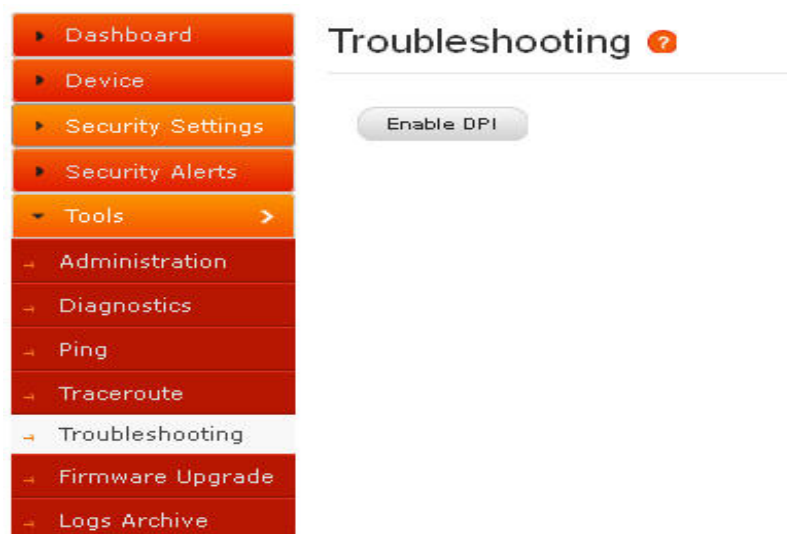 Dashboard
Device
Security Settings
Security Alerts
Tools
Administration
Diagnostics
Ping
Traceroute
Troubleshooting
Firmware Upgrade
Logs Archive
Troubleshooting ?
Enable DPI